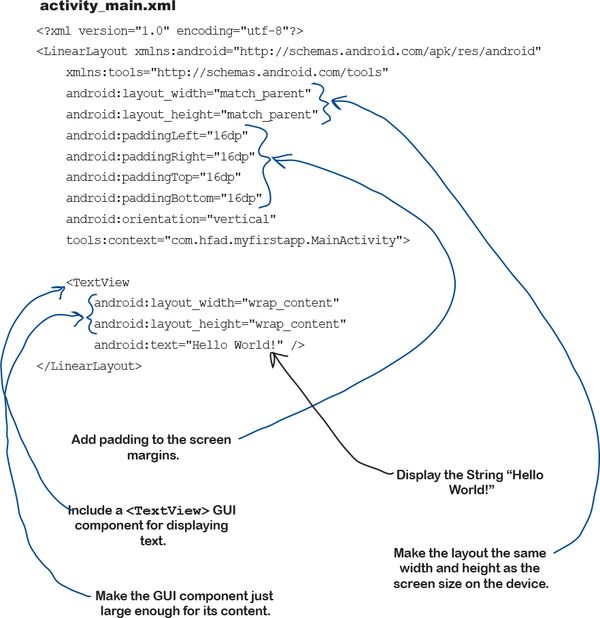 activity_main.xml
<?xml version="1.0" encoding="utf-8"?>
<LinearLayout xmlns:android="http://schemas.android.com/apk/res/android"
xmlns:tools="http://schemas.android.com/tools"
android:layout_width="match_parent"
android:layout_height="match_parent"
android:paddingLeft="16dp"
android:paddingRight="16dp"
android:paddingTop="16dp"
android:paddingBottom="16dp"
android:orientation="vertical"
tools:context="com.hfad.myfirstapp.MainActivity">
<TextView
android:layout_width="wrap_content"
android:layout_height="wrap_content"
android:text="Hello World!" />
</LinearLayout>
Add padding to the screen
margins.
Display the String “Hello
World!”
Include a <TextView> GUI
component for displaying
text.
Make the layout the same
width and height as the
screen size on the device.
Make the GUI component just
large enough for its content.